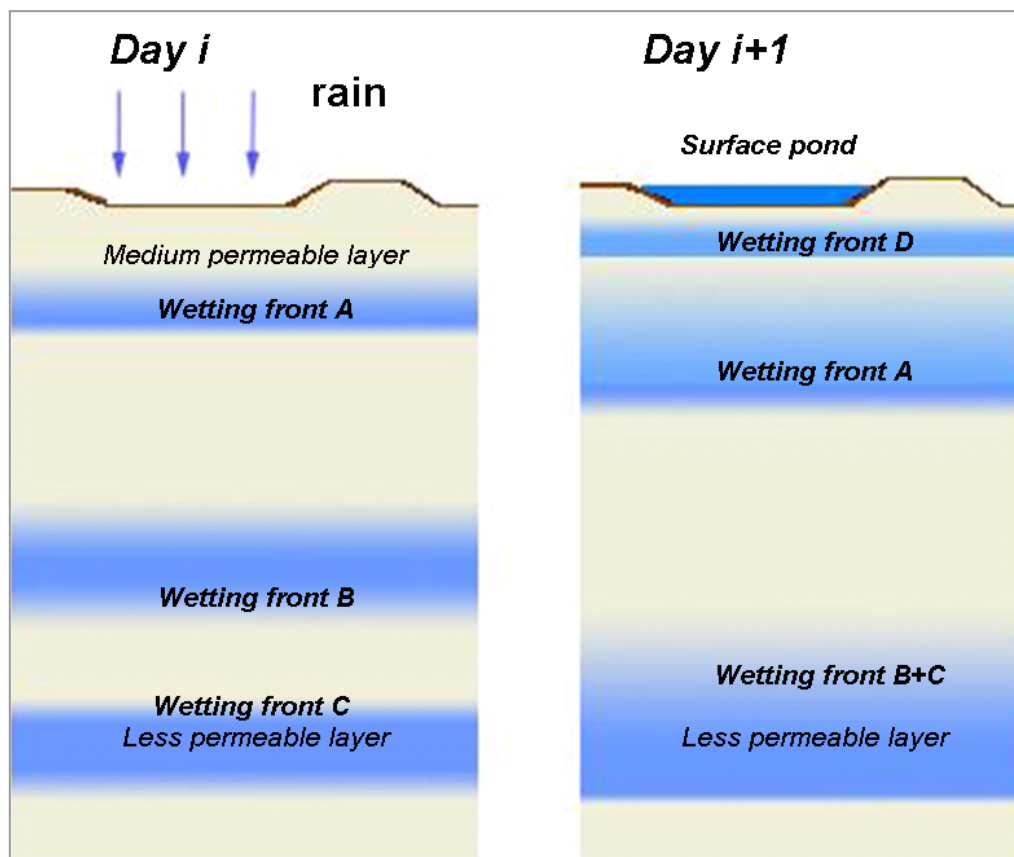 Day i
rain
Medium permeable layer
Wetting front A
Wetting front B
Wetting front C
Less permeable layer
Day i+1
Surface pond
Wetting front D
Wetting front A
Wetting front B+C
Less permeable layer